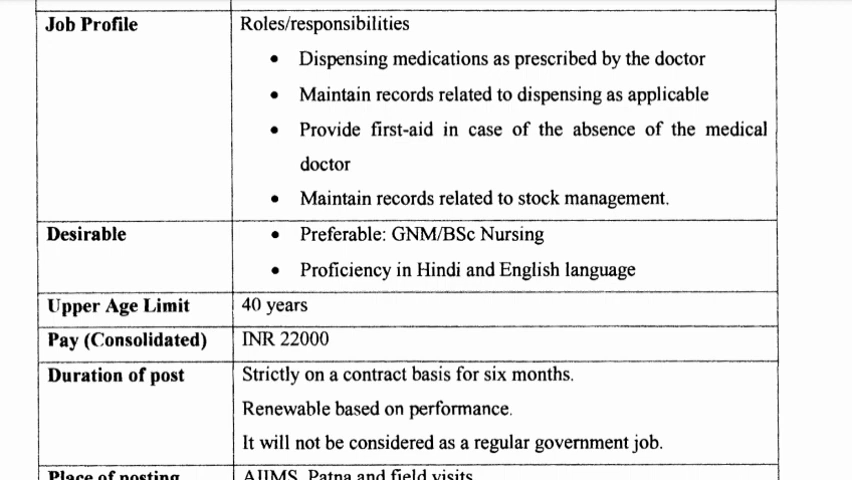 Job Profile
Roles/responsibilities
• Dispensing medications as prescribed by the doctor
• Maintain records related to dispensing as applicable
• Provide first-aid in case of the absence of the medical
doctor
• Maintain records related to stock management.
Desirable
• Preferable: GNM/BSc Nursing
• Proficiency in Hindi and English language
Upper Age Limit
40 years
Pay (Consolidated)
INR 22000
Duration of post
Strictly on a contract basis for six months.
Renewable based on performance.
It will not be considered as a regular government job.
Place of posting
AIIMS, Patna and field visits